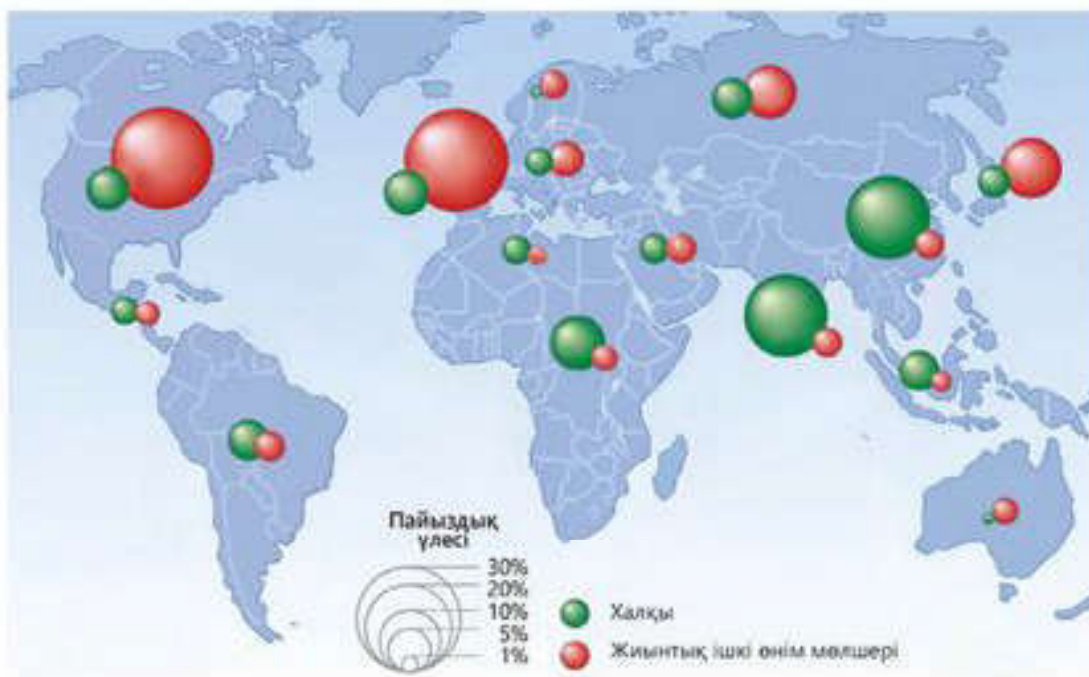 Пайыздық
үлесі
30%
20%
10%
5%
1%
Халқы
Жиынтық ішкі өнім мөлшері